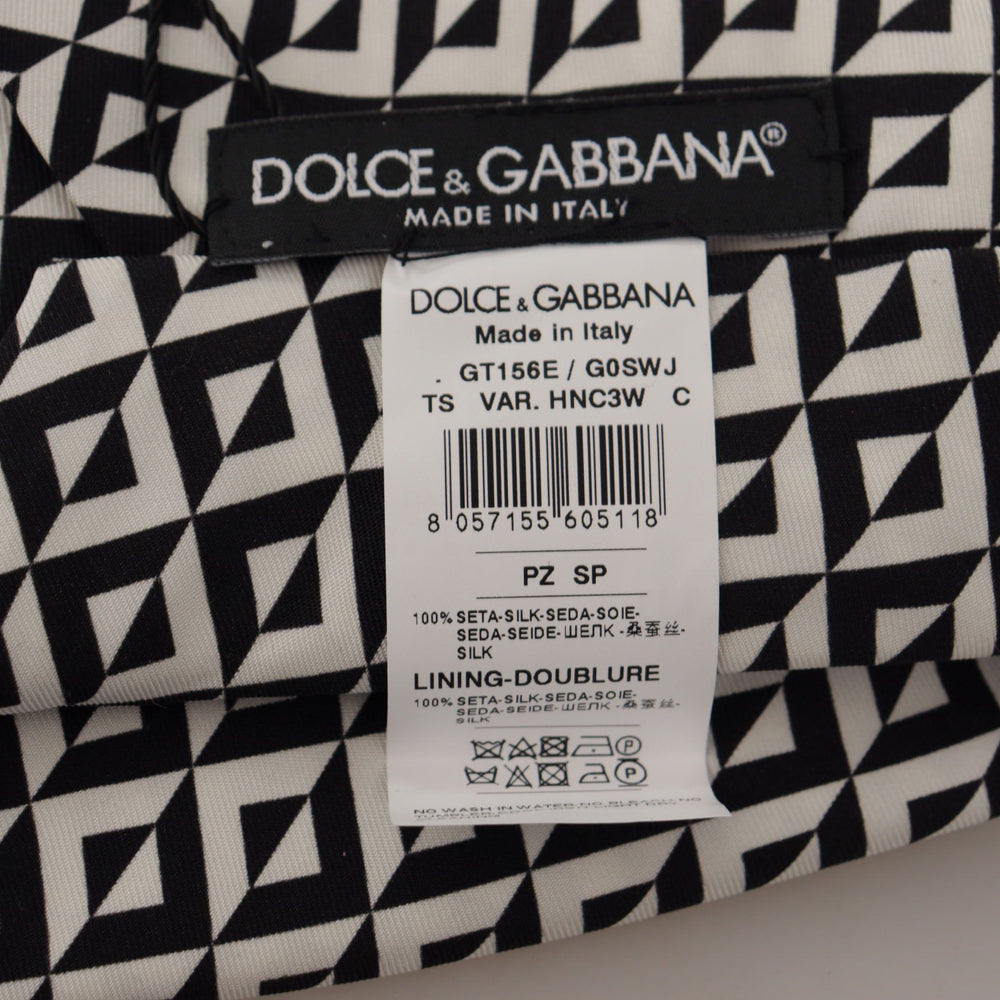 DOLCE & GABBANA®
MADE IN ITALY
DOLCE & GABBANA
Made in Italy
. GT156E / G0SWJ
TS VAR. HNC3W C
8 057155 605118
PZ SP
100% SETA-SILK-SEDA-SOIE-
SEDA-SEIDE-ШЕЛК -桑蚕丝-
SILK
LINING-DOUBLURE
100% SETA-SILK-SEDA-SOIE-
SEDA-SEIDE-ШЕЛК -桑蚕丝-
SILK
P
P
NO WASH IN WATER-NO BLEACH-NO
TUMBLER